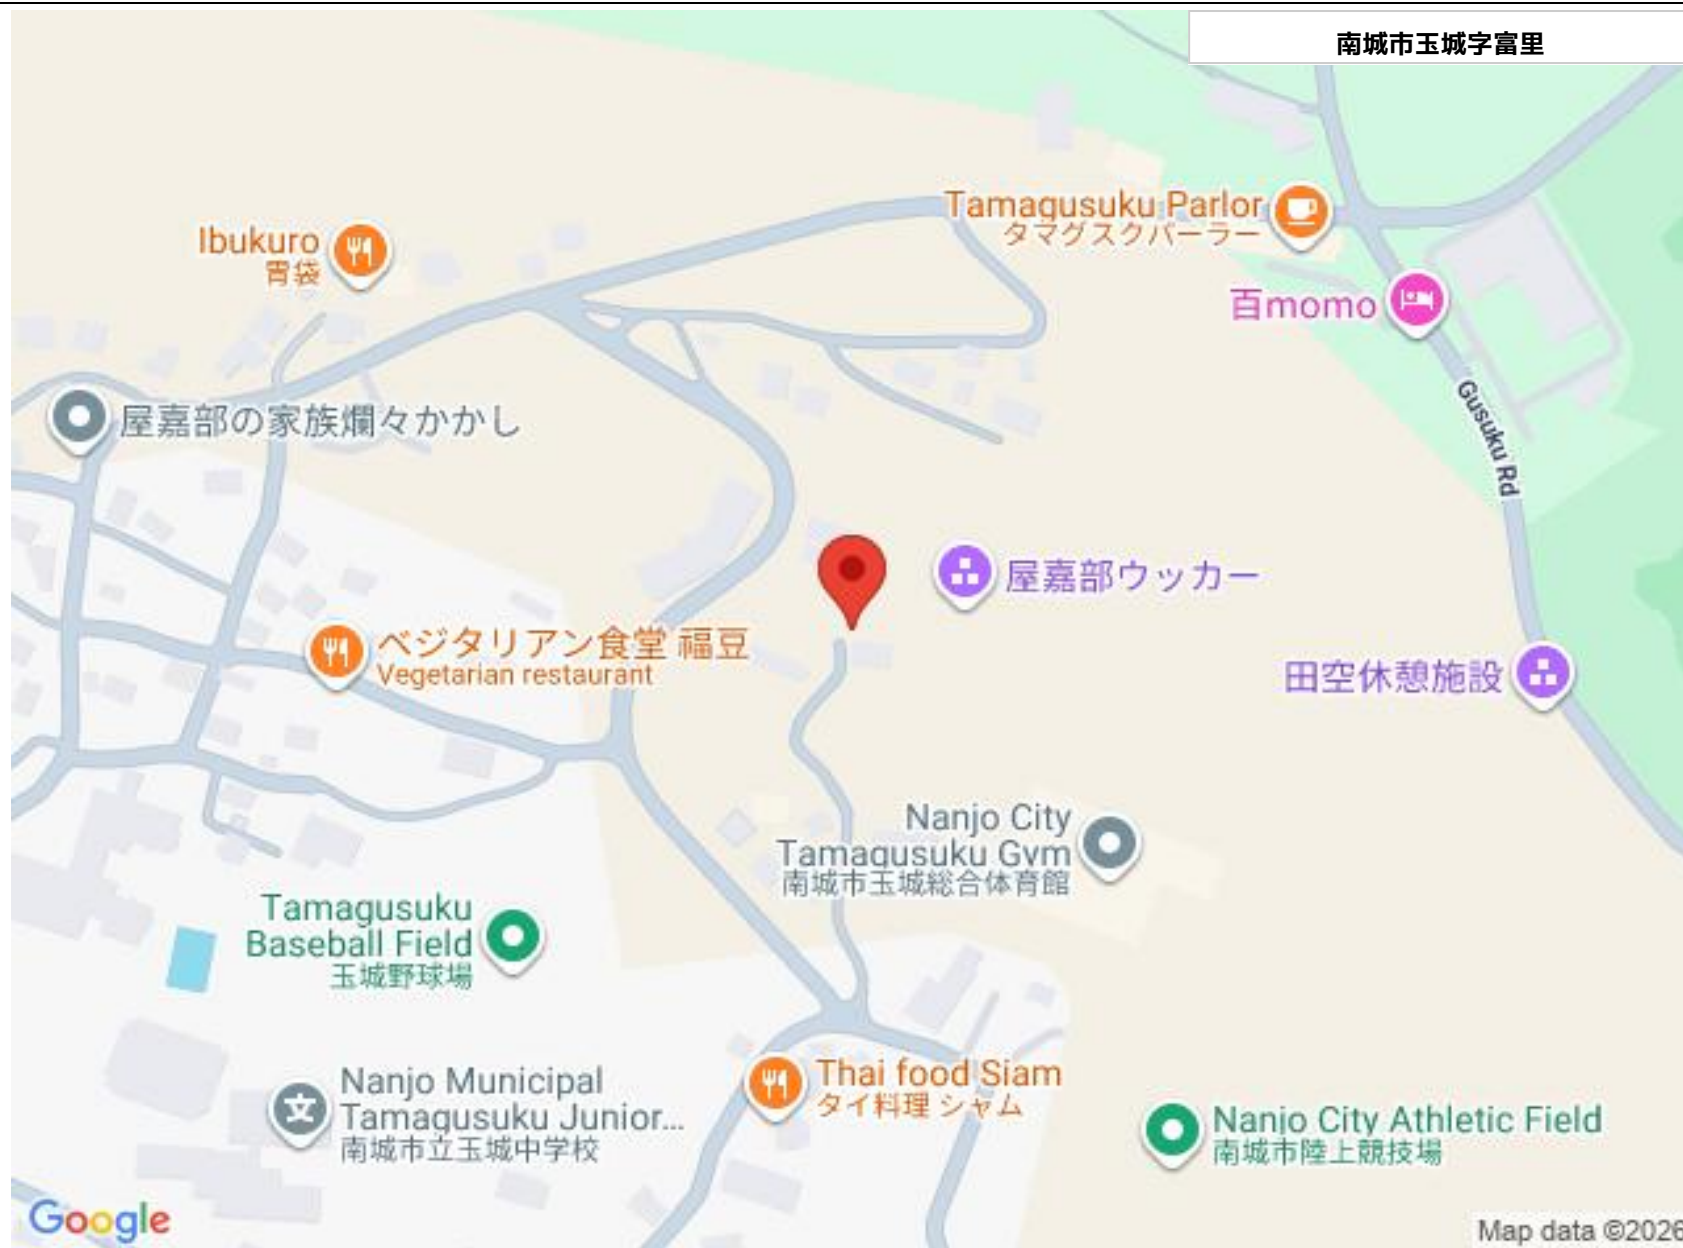 南城市玉城字富里
Tamagusuku Parlor
タマグスクパーラー
Ibukuro
胃袋
百momo
屋嘉部の家族爛々かかし
Gusuku Rd
屋嘉部ウッカー
ベジタリアン食堂 福豆
Vegetarian restaurant
田空休憩施設
Nanjo City
Tamagusuku Gym
南城市玉城総合体育館
Tamagusuku
Baseball Field
玉城野球場
Nanjo Municipal
Tamagusuku Junior...
南城市立玉城中学校
Thai food Siam
タイ料理 シャム
Nanjo City Athletic Field
南城市陸上競技場
Google
Map data ©2026